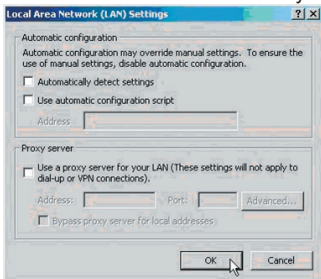 Local Area Network (LAN) Settings
Automatic configuration
Automatic configuration may override manual settings. To ensure the
use of manual settings, disable automatic configuration.
Automatically detect settings
Use automatic configuration script
Address
Proxy server
Use a proxy server for your LAN (These settings will not apply to
dial-up or VPN connections).
Address: Port: Advanced...
Bypass proxy server for local addresses
OK Cancel